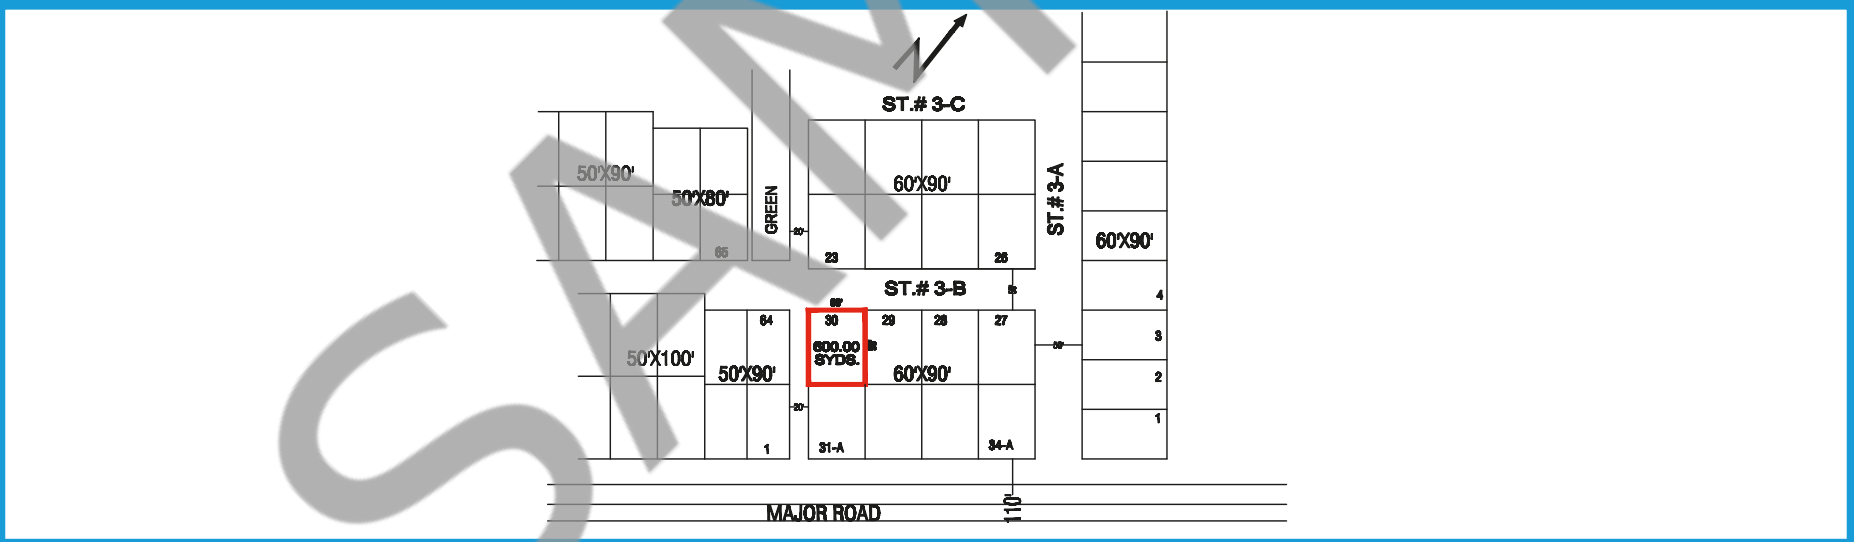 SAM
N
ST.# 3-C
50'X90'
50'X80'
GREEN
60'X90'
ST.# 3-A
65
20'
23
26
60'X90'
ST.# 3-B
4
64
30
29
28
27
600.00
SYDS.
3
50'X100'
50'X90'
60'X90'
2
20'
1
1
31-A
34-A
MAJOR ROAD
110'